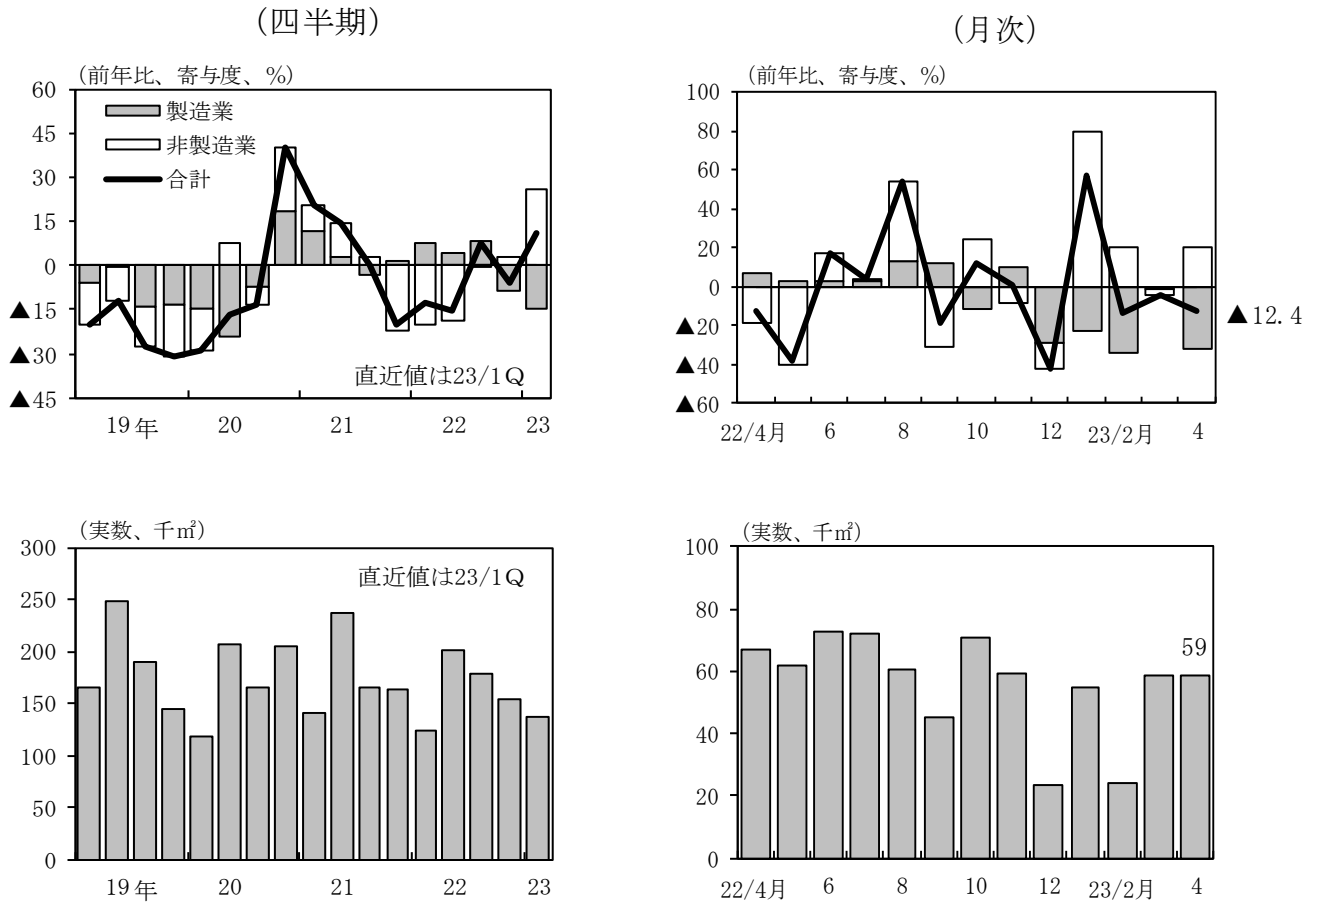 （四半期）
（前年比、寄与度、%）
60
45
30
15
0
▲15
▲30
▲45
製造業
非製造業
合計
直近値は23/1Q
19年 20 21 22 23
（月次）
（前年比、寄与度、%）
100
80
60
40
20
0
▲20
▲40
▲60
▲12.4
22/4月 6 8 10 12 23/2月 4
（実数、千㎡）
300
250
200
150
100
50
0
直近値は23/1Q
19年 20 21 22 23
（実数、千㎡）
100
80
60
40
20
0
59
22/4月 6 8 10 12 23/2月 4